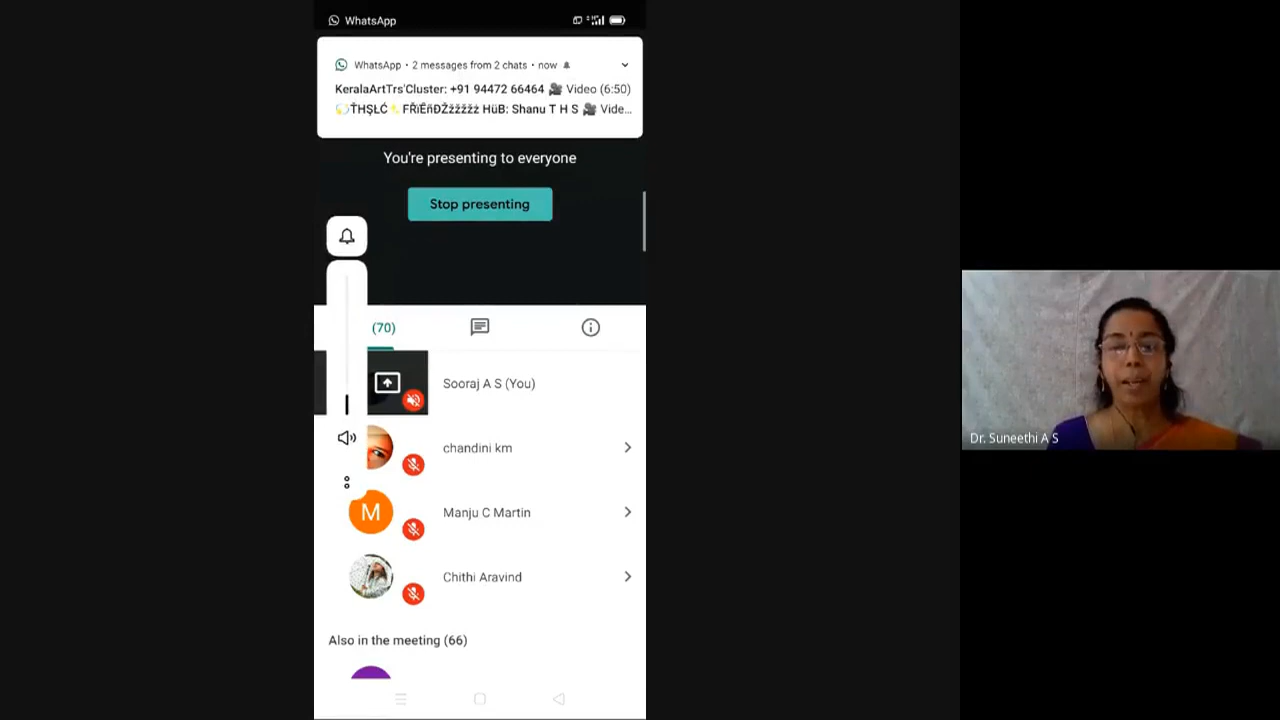 WhatsApp
WhatsApp • 2 messages from 2 chats • now
KeralaArtTrs'Cluster: +91 94472 66464 🎥 Video (6:50)
HüB: Shanu T H S 🎥 Vide...
You're presenting to everyone
Stop presenting
(70)
Sooraj A S (You)
chandini km
M
Manju C Martin
Chithi Aravind
Also in the meeting (66)
Dr. Suneethi A S